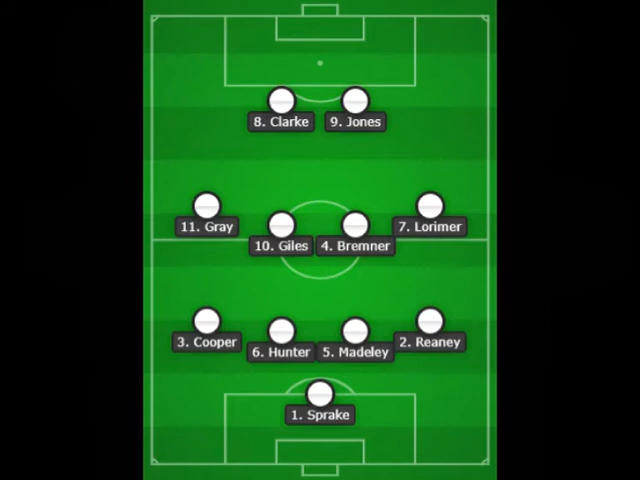 8. Clarke
9. Jones
11. Gray
7. Lorimer
10. Giles
4. Bremner
3. Cooper
2. Reaney
6. Hunter
5. Madeley
1. Sprake